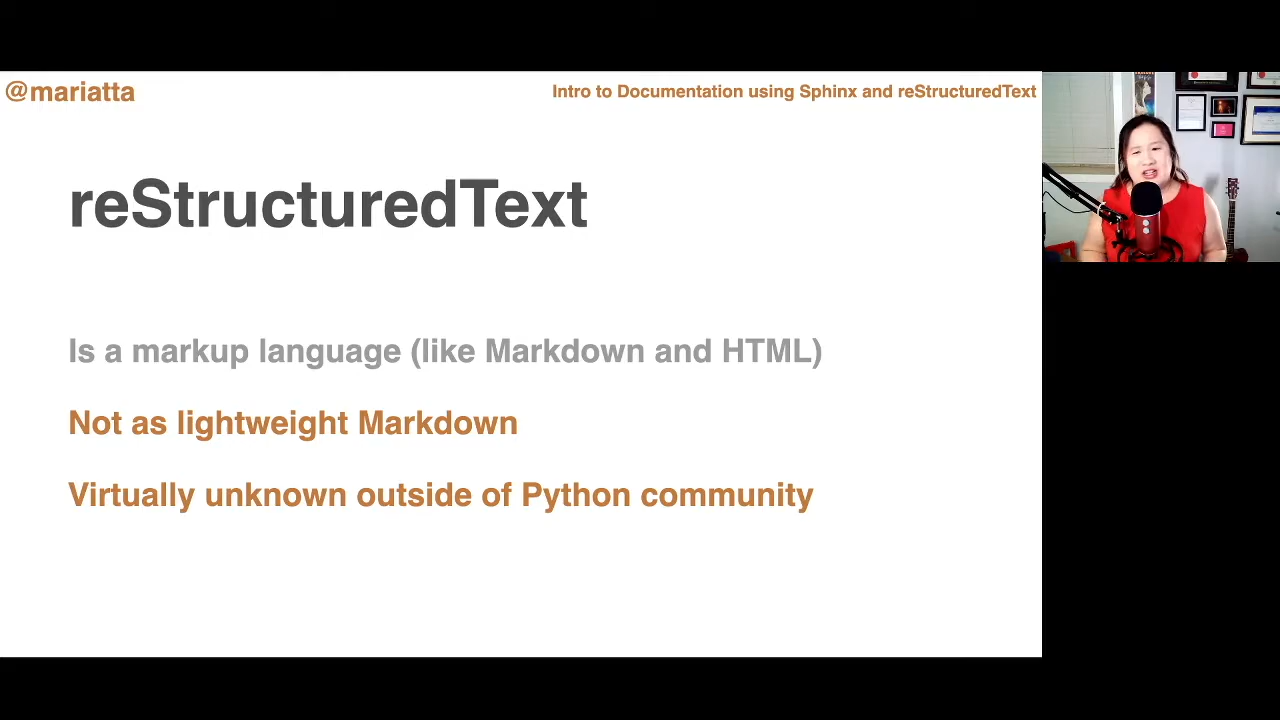 @mariatta
Intro to Documentation using Sphinx and reStructuredText
reStructuredText
Is a markup language (like Markdown and HTML)
Not as lightweight Markdown
Virtually unknown outside of Python community